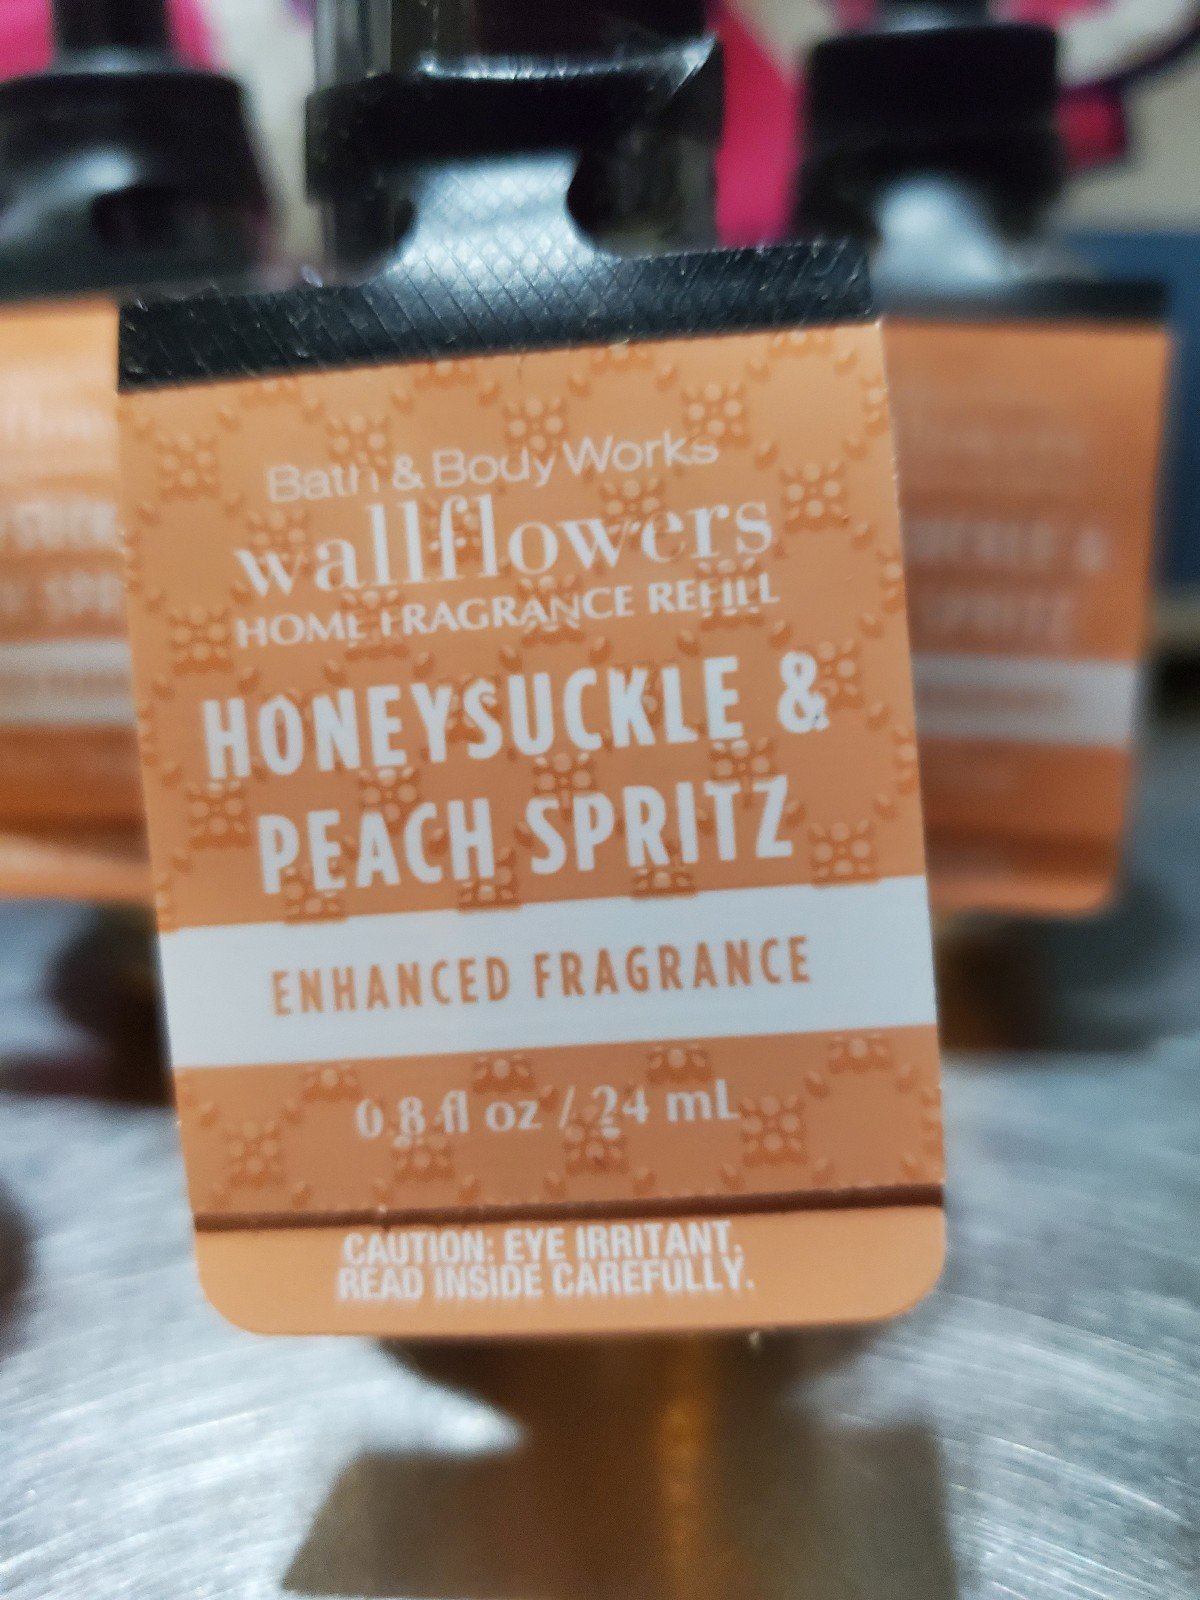 Bath & Body Works
wallflowers
HOME FRAGRANCE REFILL
HONEYSUCKLE &
PEACH SPRITZ
ENHANCED FRAGRANCE
0.8 fl oz / 24 mL
CAUTION: EYE IRRITANT.
READ INSIDE CAREFULLY.
&
SPRITZ